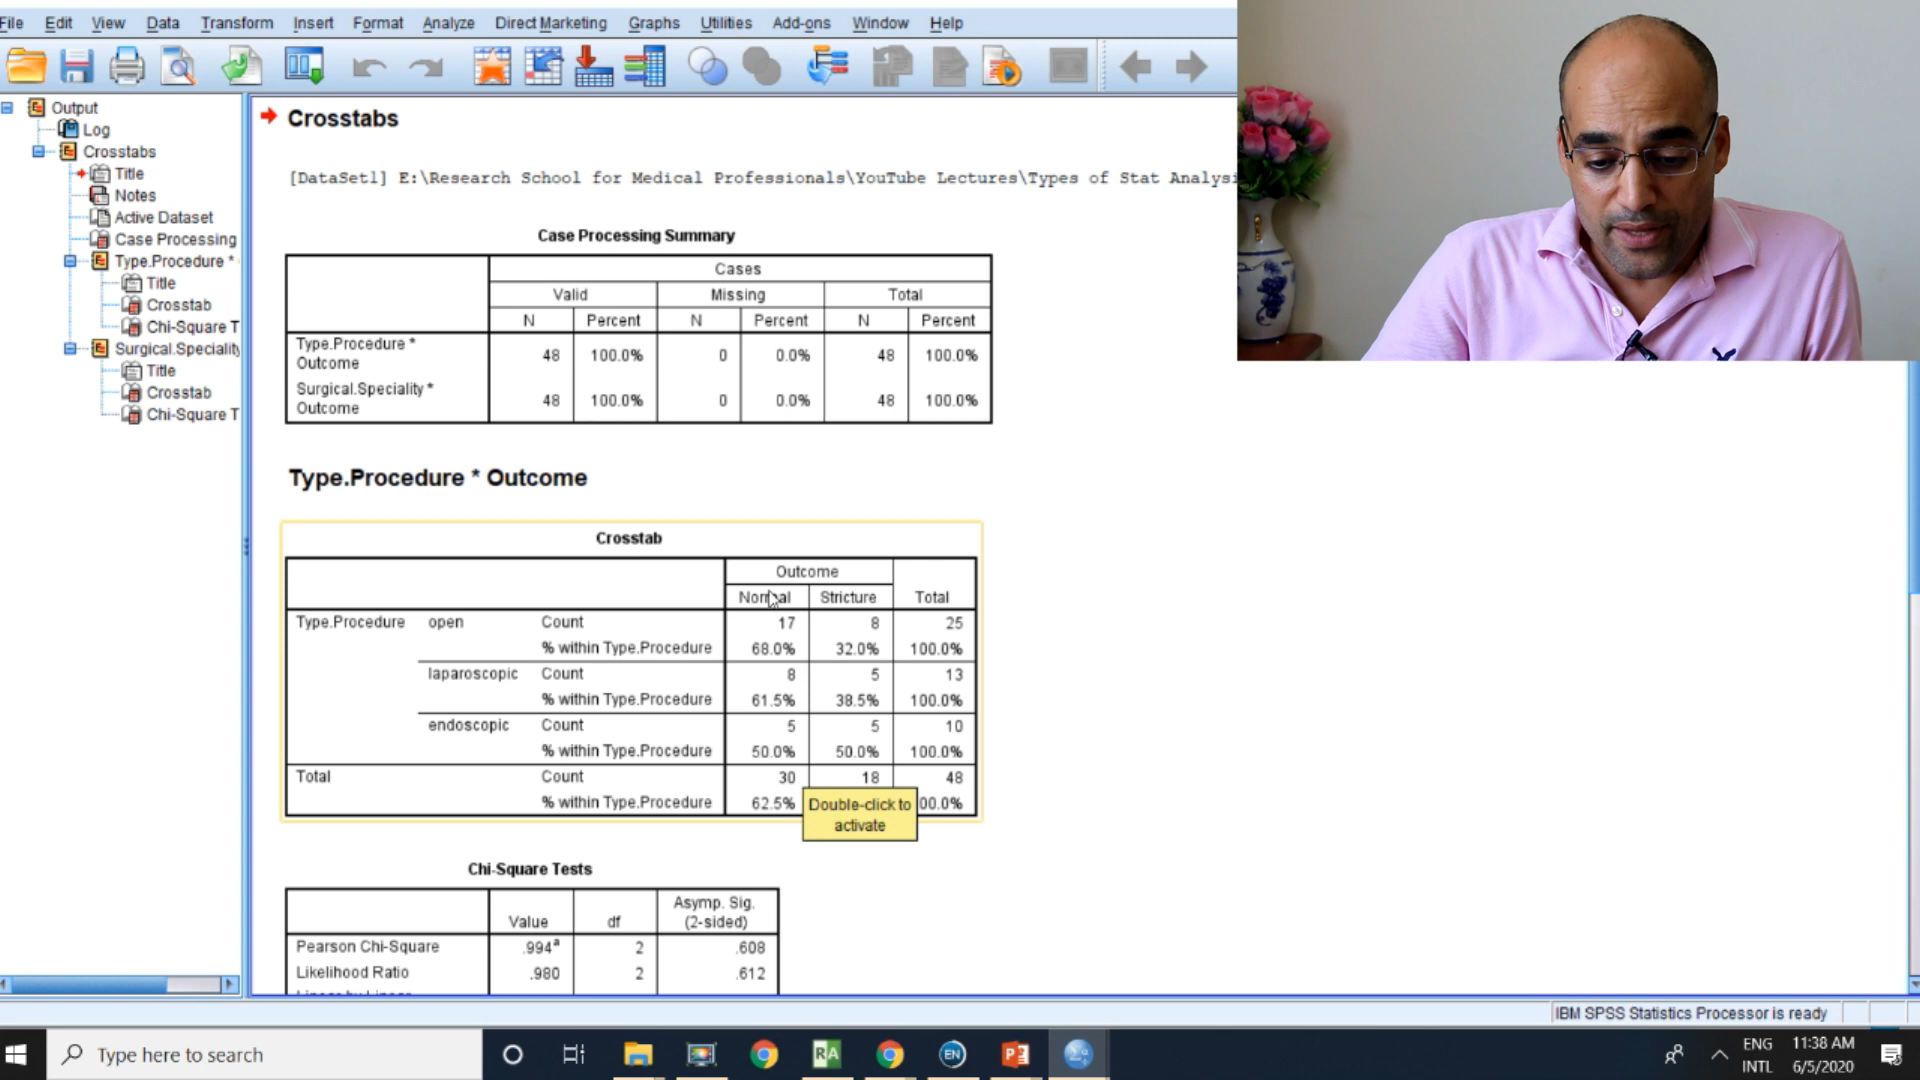 File Edit View Data Transform Insert Format Analyze Direct Marketing Graphs Utilities Add-ons Window Help
Output
Log
Crosstabs
Title
Notes
Active Dataset
Case Processing
Type.Procedure *
Title
Crosstab
Chi-Square T
Surgical.Speciality
Title
Crosstab
Chi-Square T
Crosstabs
[DataSet1] E:\Research School for Medical Professionals\YouTube Lectures\Types of Stat Analysi
Case Processing Summary
Cases
Valid Missing Total
N Percent N Percent N Percent
Type.Procedure * Outcome 48 100.0% 0 0.0% 48 100.0%
Surgical.Speciality * Outcome 48 100.0% 0 0.0% 48 100.0%
Type.Procedure * Outcome
Crosstab
Outcome
Normal Stricture Total
Type.Procedure open Count 17 8 25
% within Type.Procedure 68.0% 32.0% 100.0%
laparoscopic Count 8 5 13
% within Type.Procedure 61.5% 38.5% 100.0%
endoscopic Count 5 5 10
% within Type.Procedure 50.0% 50.0% 100.0%
Total Count 30 18 48
% within Type.Procedure 62.5% 00.0%
Double-click to
activate
Chi-Square Tests
Value df Asymp. Sig. (2-sided)
Pearson Chi-Square .994a 2 .608
Likelihood Ratio .980 2 .612
IBM SPSS Statistics Processor is ready
Type here to search
RA
EN
ENG 11:38 AM
INTL 6/5/2020